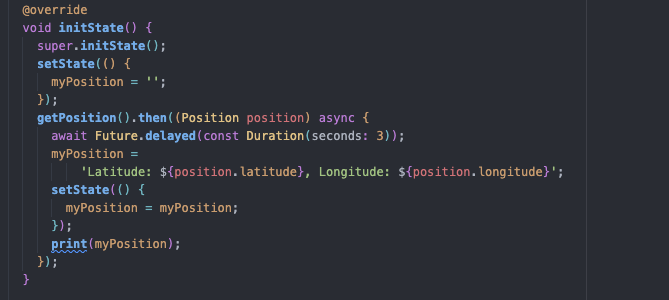 @override
void initState() {
super.initState();
setState(() {
myPosition = '';
});
getPosition().then((Position position) async {
await Future.delayed(const Duration(seconds: 3));
myPosition =
'Latitude: ${position.latitude}, Longitude: ${position.longitude}';
setState(() {
myPosition = myPosition;
});
print(myPosition);
});
}